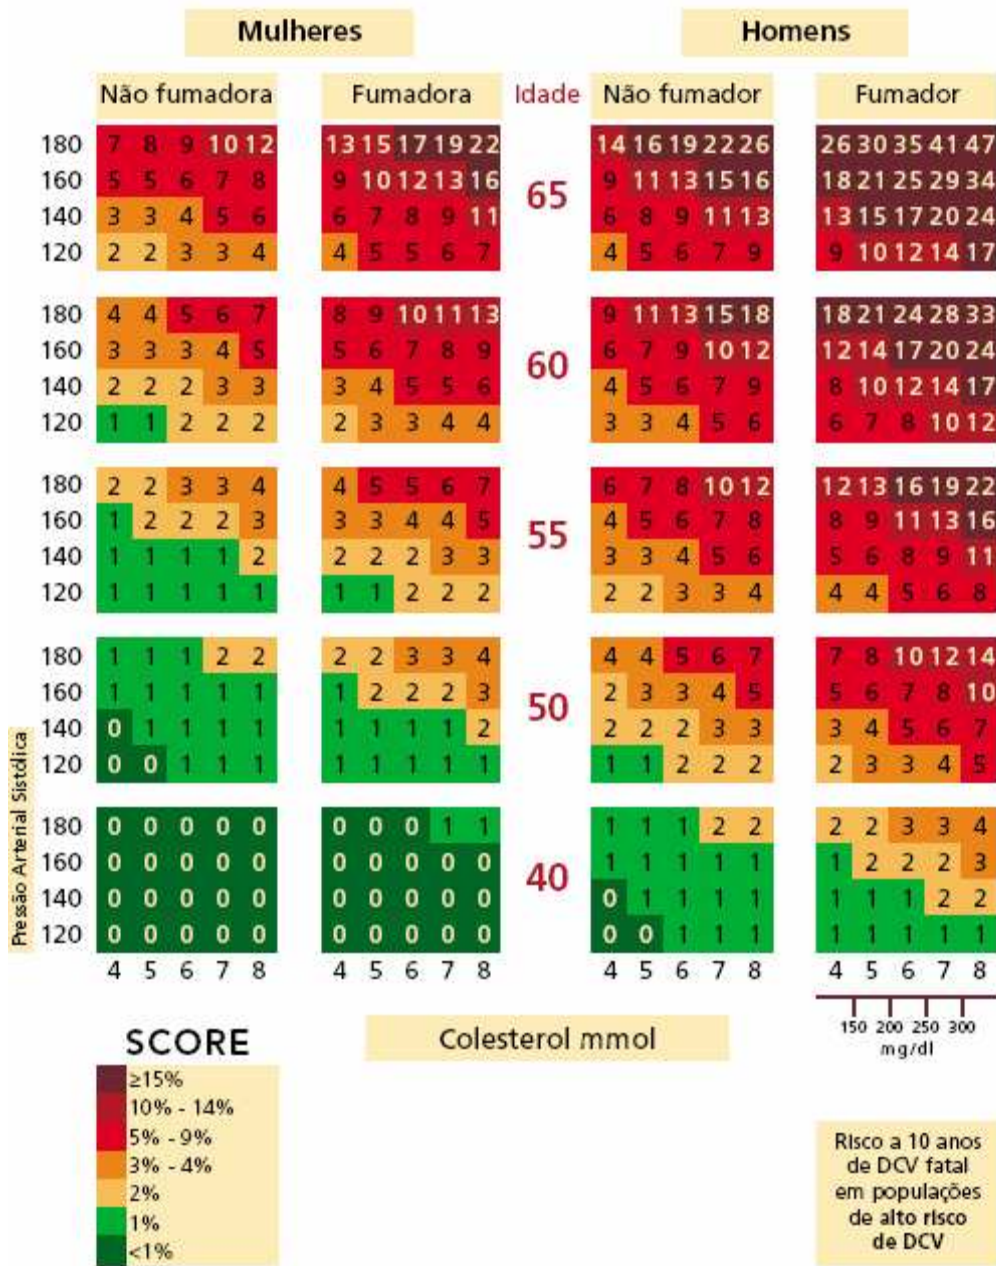 Mulheres Homens
Não fumadora Fumadora Idade Não fumador Fumador
180 7 8 9 10 12 13 15 17 19 22 14 16 19 22 26 26 30 35 41 47
160 5 5 6 7 8 9 10 12 13 16 9 11 13 15 16 18 21 25 29 34
65
140 3 3 4 5 6 6 7 8 9 11 6 8 9 11 13 13 15 17 20 24
120 2 2 3 3 4 4 5 5 6 7 4 5 6 7 9 9 10 12 14 17
180 4 4 5 6 7 8 9 10 11 13 9 11 13 15 18 18 21 24 28 33
160 3 3 3 4 5 5 6 7 8 9 6 7 9 10 12 12 14 17 20 24
60
140 2 2 2 3 3 3 4 5 5 6 4 5 6 7 9 8 10 12 14 17
120 1 1 2 2 2 2 3 3 4 4 3 3 4 5 6 6 7 8 10 12
180 2 2 3 3 4 4 5 5 6 7 6 7 8 10 12 12 13 16 19 22
160 1 2 2 2 3 3 3 4 4 5 4 5 6 7 8 8 9 11 13 16
55
140 1 1 1 1 2 2 2 2 3 3 3 3 4 5 6 5 6 8 9 11
120 1 1 1 1 1 1 1 2 2 2 2 2 3 3 4 4 4 5 6 8
180 1 1 1 2 2 2 2 3 3 4 4 4 5 6 7 7 8 10 12 14
160 1 1 1 1 1 1 2 2 2 3 2 3 3 4 5 5 6 7 8 10
50
140 0 1 1 1 1 1 1 1 1 2 2 2 2 3 3 3 4 5 6 7
120 0 0 1 1 1 1 1 1 1 1 1 1 2 2 2 2 3 3 4 5
180 0 0 0 0 0 0 0 0 1 1 1 1 1 2 2 2 2 3 3 4
160 0 0 0 0 0 0 0 0 0 0 1 1 1 1 1 1 2 2 2 3
40
140 0 0 0 0 0 0 0 0 0 0 0 1 1 1 1 1 1 1 2 2
120 0 0 0 0 0 0 0 0 0 0 0 0 1 1 1 1 1 1 1 1
4 5 6 7 8 4 5 6 7 8 4 5 6 7 8 4 5 6 7 8
Pressão Arterial Sistólica
Colesterol mmol
150 200 250 300
mg/dl
SCORE
≥15%
10% - 14%
5% - 9%
3% - 4%
2%
1%
<1%
Risco a 10 anos
de DCV fatal
em populações
de alto risco
de DCV